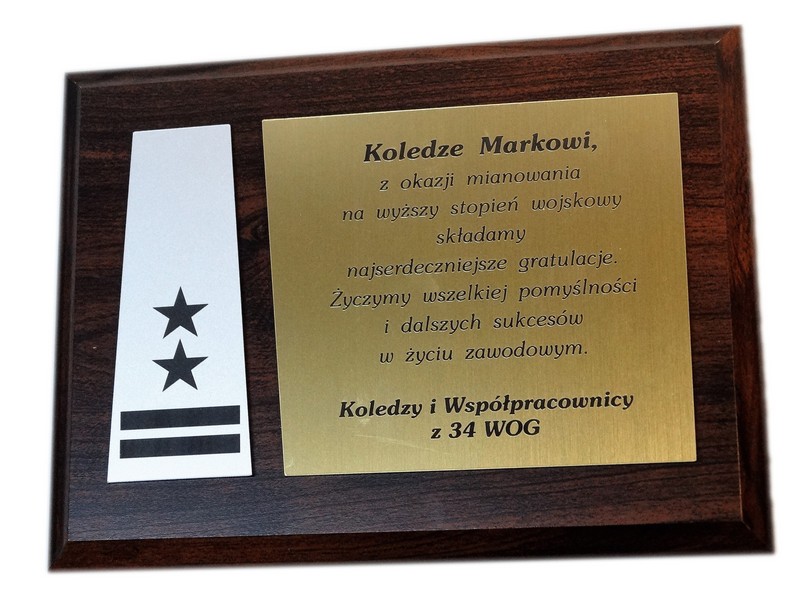 Koledze Markowi,
z okazji mianowania
na wyższy stopień wojskowy
składamy
najserdeczniejsze gratulacje.
Życzymy wszelkiej pomyślności
i dalszych sukcesów
w życiu zawodowym.
Koledzy i Współpracownicy
z 34 WOG